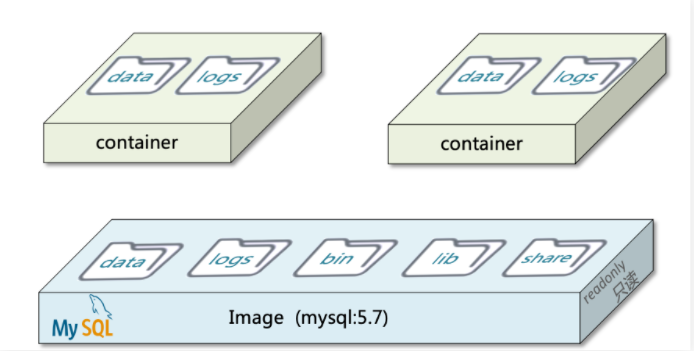 data logs
container
data logs
container
data logs bin lib share
readonly
只读
MySQL
Image (mysql:5.7)